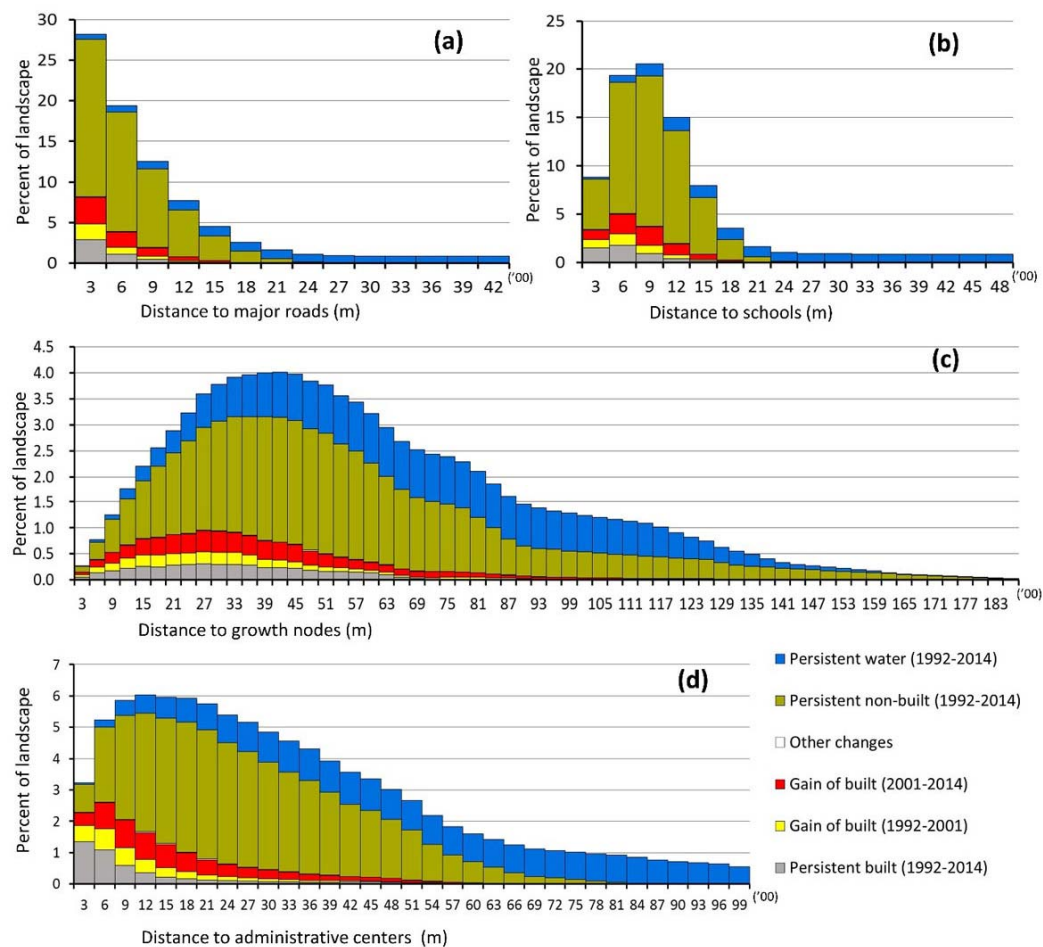 (a)
Percent of landscape
30
25
20
15
10
5
0
3 6 9 12 15 18 21 24 27 30 33 36 39 42 ('00)
Distance to major roads (m)
(b)
Percent of landscape
25
20
15
10
5
0
3 6 9 12 15 18 21 24 27 30 33 36 39 45 48 ('00)
Distance to schools (m)
(c)
Percent of landscape
4.5
4.0
3.5
3.0
2.5
2.0
1.5
1.0
0.5
0.0
3 9 15 21 27 33 39 45 51 57 63 69 75 81 87 93 99 105 111 117 123 129 135 141 147 153 159 165 171 177 183 ('00)
Distance to growth nodes (m)
(d)
Percent of landscape
7
6
5
4
3
2
1
0
3 6 9 12 15 18 21 24 27 30 33 36 39 42 45 48 51 54 57 60 63 66 69 72 75 78 81 84 87 90 93 96 99 ('00)
Distance to administrative centers (m)
Persistent water (1992-2014)
Persistent non-built (1992-2014)
Other changes
Gain of built (2001-2014)
Gain of built (1992-2001)
Persistent built (1992-2014)